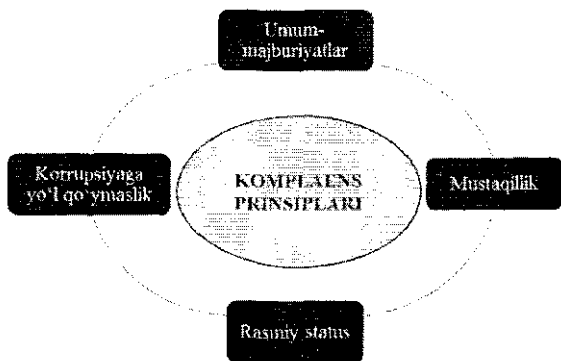 Umum-
majburiyatlar
Korrupsiyaga
yo‘l qo‘ymaslik
KOMPLAENS
PRINSIPLARI
Mustaqillik
Rasmiy status